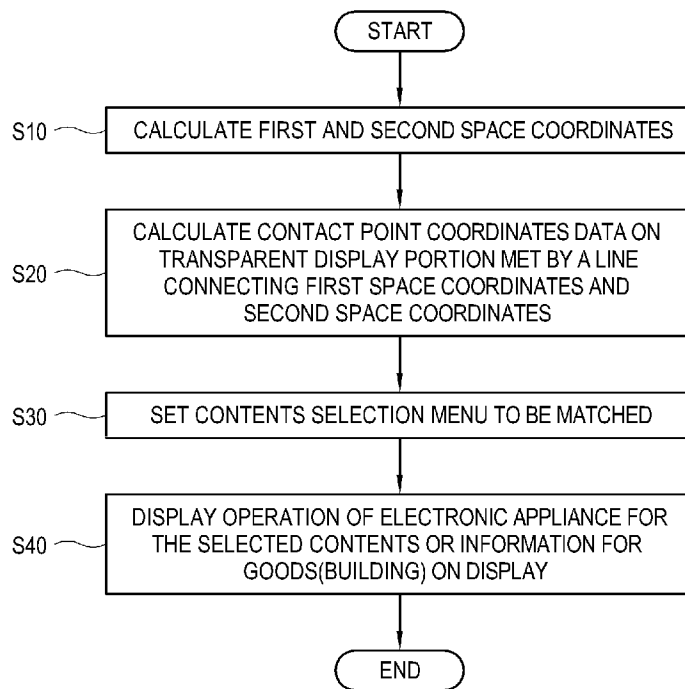 START
S10
CALCULATE FIRST AND SECOND SPACE COORDINATES
S20
CALCULATE CONTACT POINT COORDINATES DATA ON
TRANSPARENT DISPLAY PORTION MET BY A LINE
CONNECTING FIRST SPACE COORDINATES AND
SECOND SPACE COORDINATES
S30
SET CONTENTS SELECTION MENU TO BE MATCHED
S40
DISPLAY OPERATION OF ELECTRONIC APPLIANCE FOR
THE SELECTED CONTENTS OR INFORMATION FOR
GOODS(BUILDING) ON DISPLAY
END